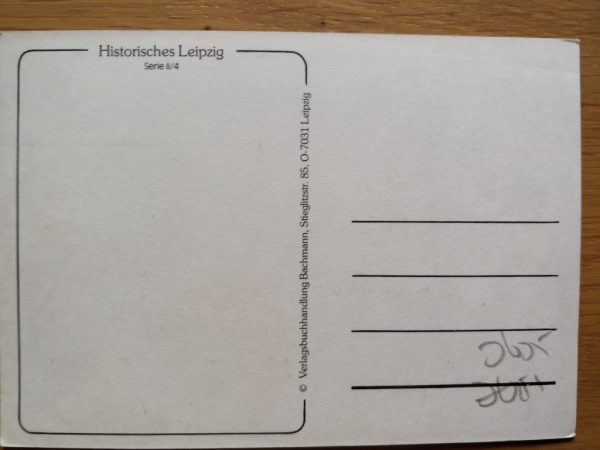 Historisches Leipzig
Serie II/4
© Verlagsbuchhandlung Bachmann, Stieglitzstr. 85, O-7031 Leipzig